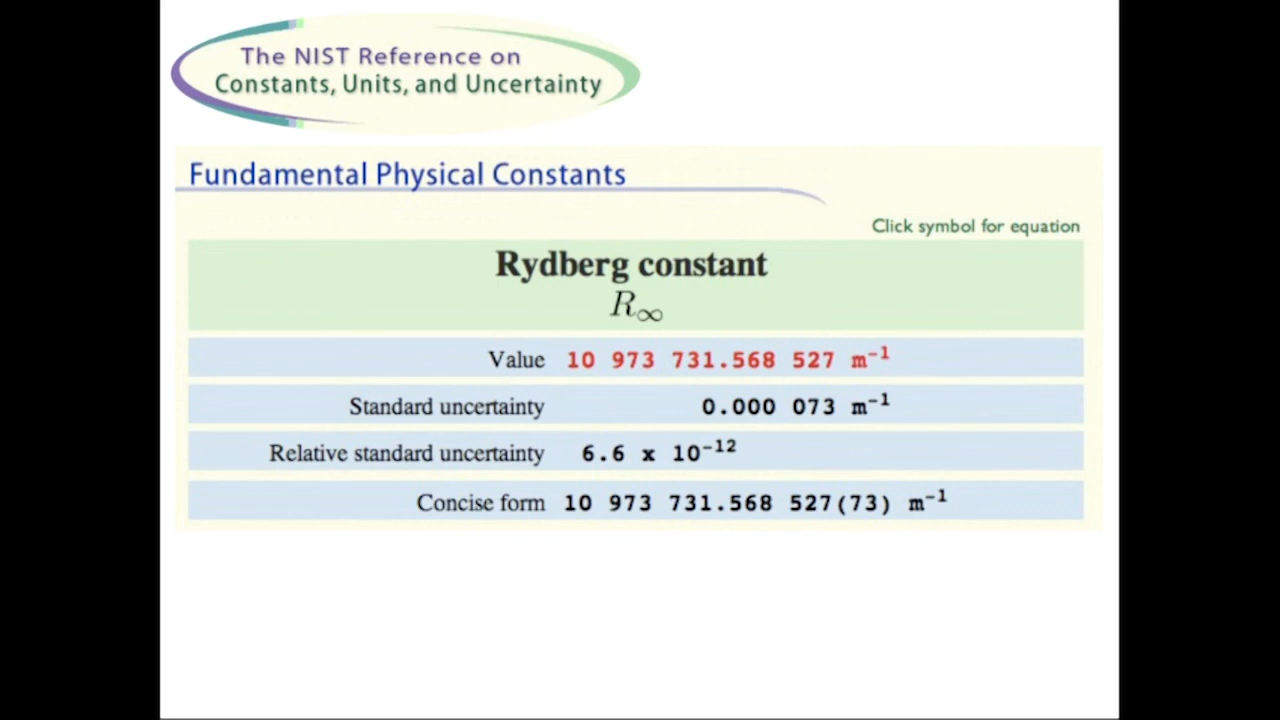 The NIST Reference on
Constants, Units, and Uncertainty
Fundamental Physical Constants
Click symbol for equation
Rydberg constant
R∞
Value 10 973 731.568 527 m⁻¹
Standard uncertainty 0.000 073 m⁻¹
Relative standard uncertainty 6.6 x 10⁻¹²
Concise form 10 973 731.568 527(73) m⁻¹